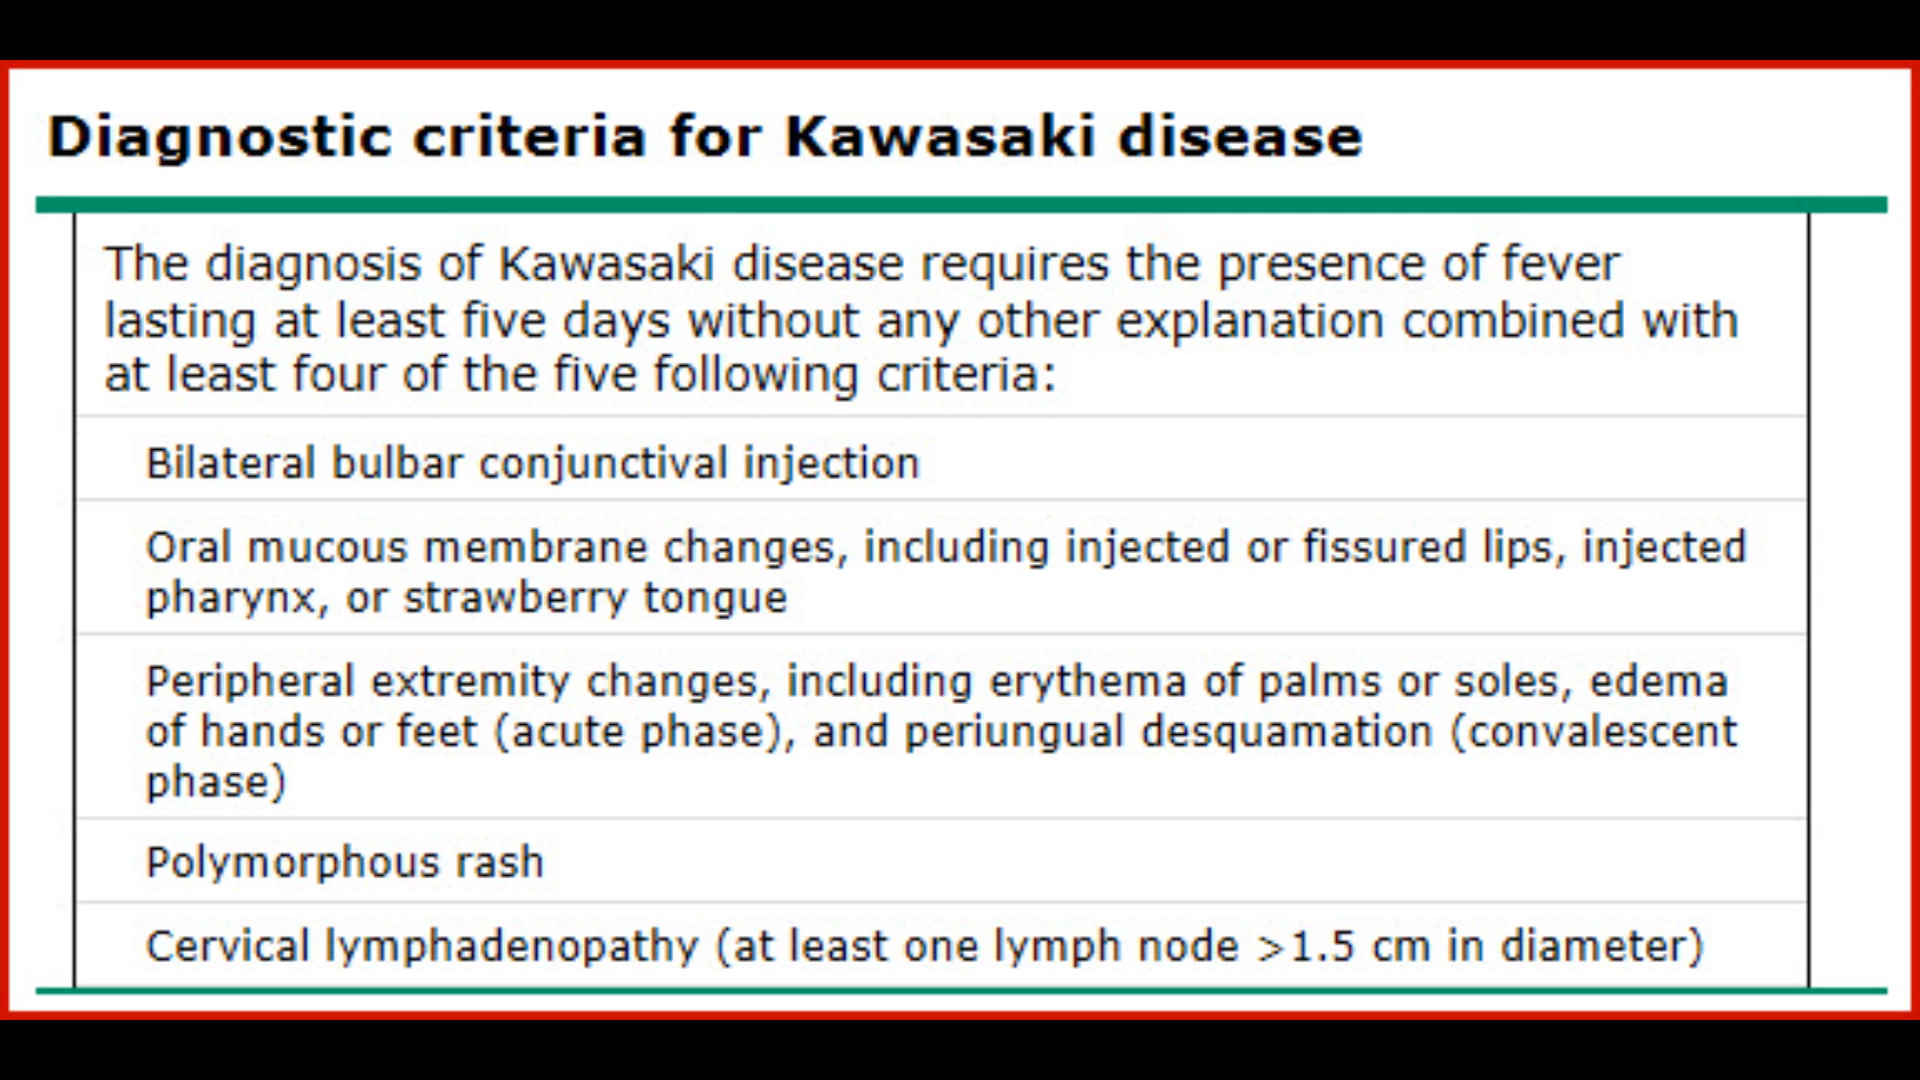 Diagnostic criteria for Kawasaki disease
The diagnosis of Kawasaki disease requires the presence of fever
lasting at least five days without any other explanation combined with
at least four of the five following criteria:
Bilateral bulbar conjunctival injection
Oral mucous membrane changes, including injected or fissured lips, injected
pharynx, or strawberry tongue
Peripheral extremity changes, including erythema of palms or soles, edema
of hands or feet (acute phase), and periungual desquamation (convalescent
phase)
Polymorphous rash
Cervical lymphadenopathy (at least one lymph node >1.5 cm in diameter)